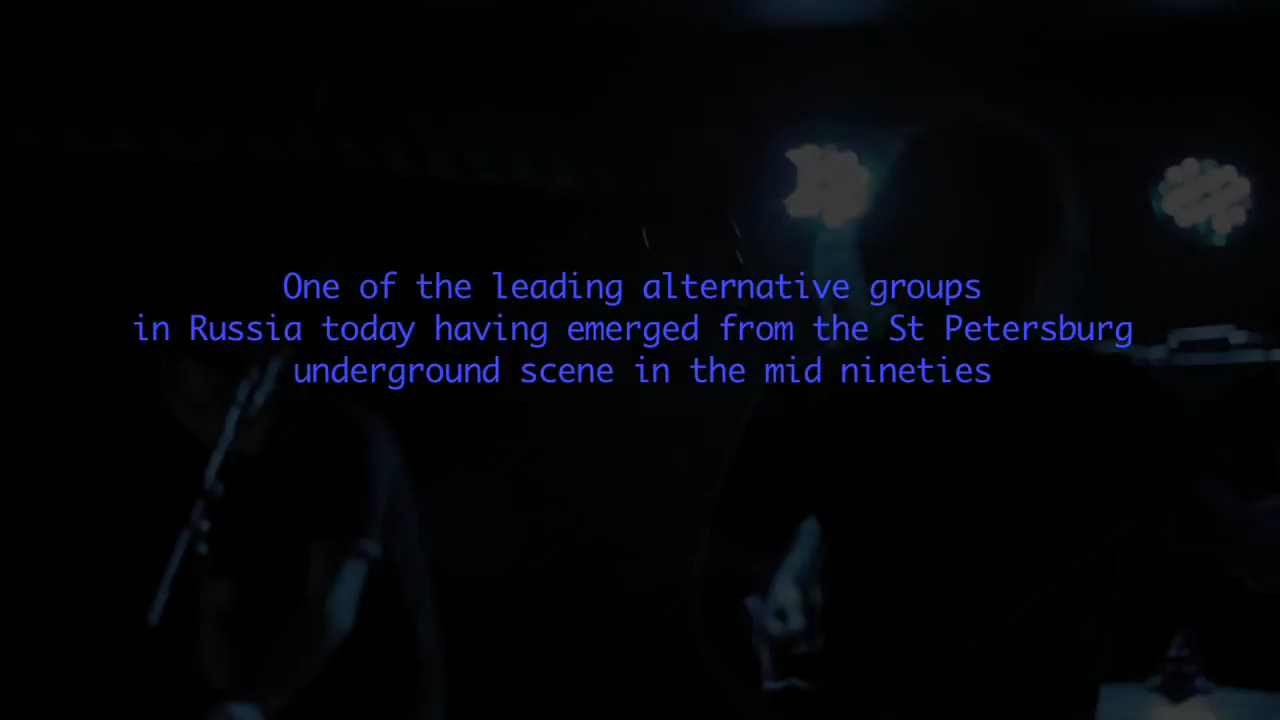 One of the leading alternative groups
in Russia today having emerged from the St Petersburg
underground scene in the mid nineties